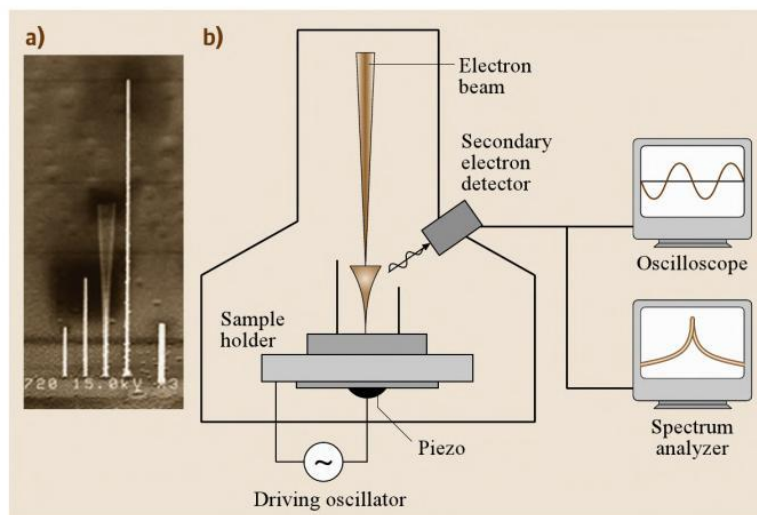 a)
b)
Electron
beam
Secondary
electron
detector
Oscilloscope
Sample
holder
720 15.0kV X3
Piezo
Spectrum
analyzer
~
Driving oscillator